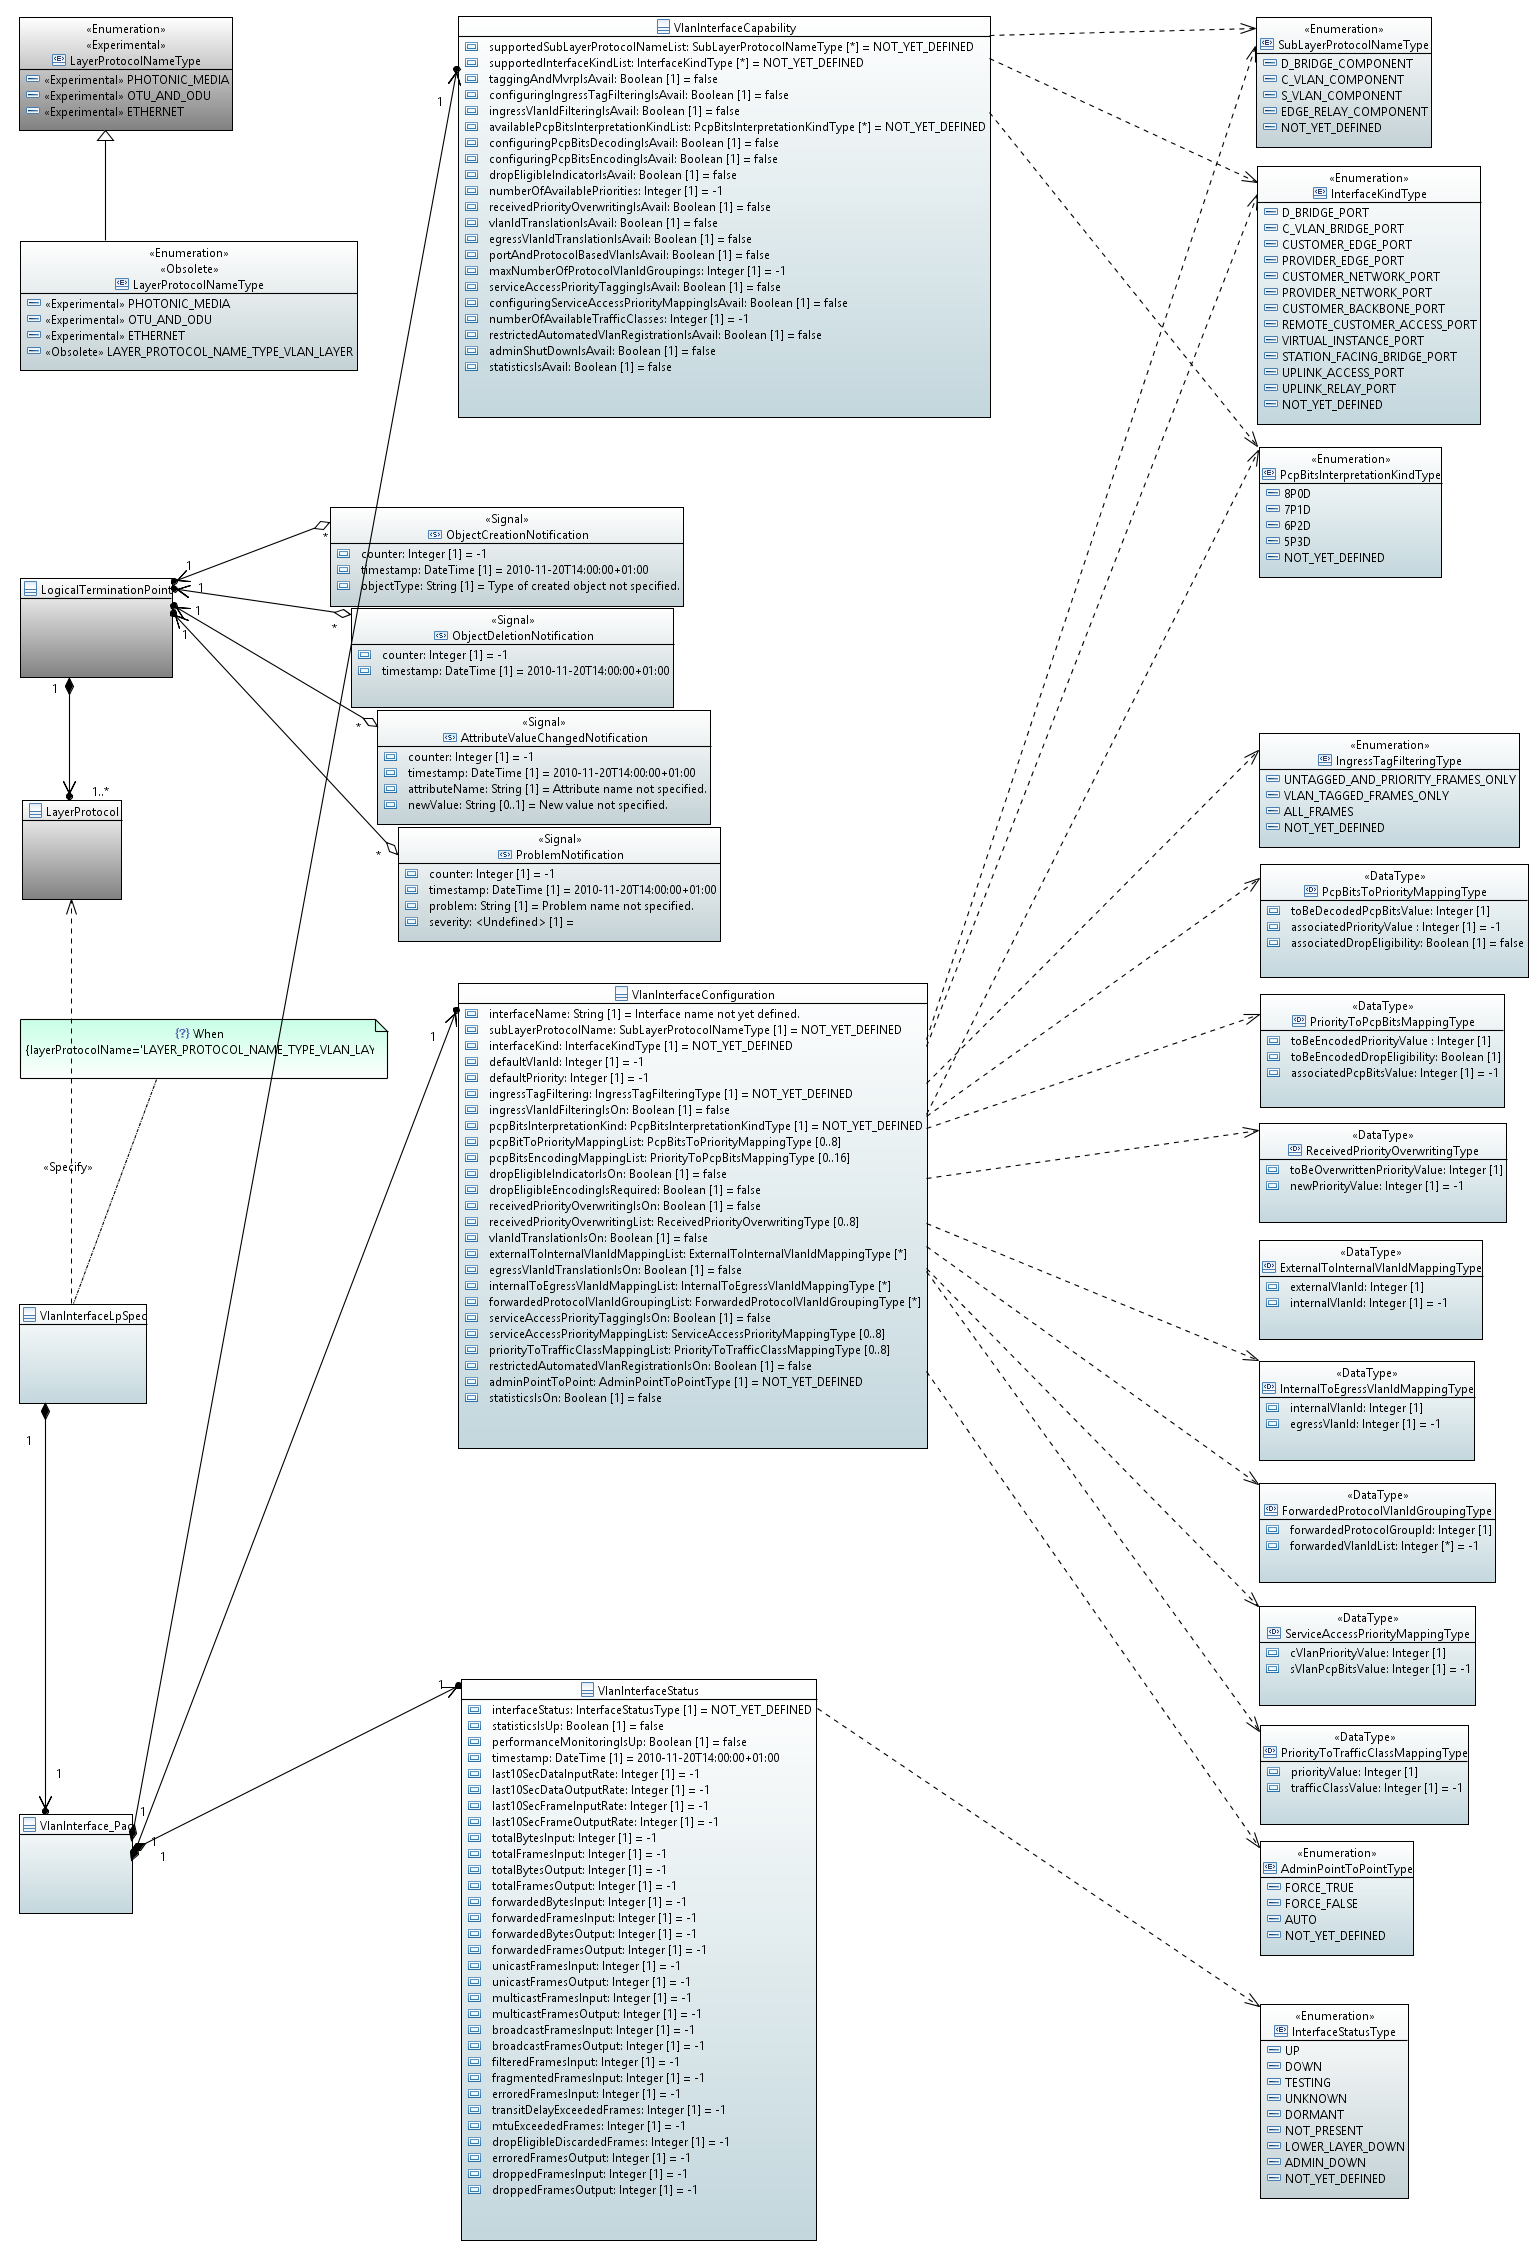 «Enumeration»
«Experimental»
LayerProtocolNameType
«Experimental» PHOTONIC_MEDIA
«Experimental» OTU_AND_ODU
«Experimental» ETHERNET
«Enumeration»
«Obsolete»
LayerProtocolNameType
«Experimental» PHOTONIC_MEDIA
«Experimental» OTU_AND_ODU
«Experimental» ETHERNET
«Obsolete» LAYER_PROTOCOL_NAME_TYPE_VLAN_LAYER
VlanInterfaceCapability
supportedSubLayerProtocolNameList: SubLayerProtocolNameType [*] = NOT_YET_DEFINED
supportedInterfaceKindList: InterfaceKindType [*] = NOT_YET_DEFINED
taggingAndMvrpIsAvail: Boolean [1] = false
configuringIngressTagFilteringIsAvail: Boolean [1] = false
ingressVlanIdFilteringIsAvail: Boolean [1] = false
availablePcpBitsInterpretationKindList: PcpBitsInterpretationKindType [*] = NOT_YET_DEFINED
configuringPcpBitsDecodingIsAvail: Boolean [1] = false
configuringPcpBitsEncodingIsAvail: Boolean [1] = false
dropEligibleIndicatorIsAvail: Boolean [1] = false
numberOfAvailablePriorities: Integer [1] = -1
receivedPriorityOverwritingIsAvail: Boolean [1] = false
vlanIdTranslationIsAvail: Boolean [1] = false
egressVlanIdTranslationIsAvail: Boolean [1] = false
portAndProtocolBasedVlanIsAvail: Boolean [1] = false
maxNumberOfProtocolVlanIdGroupings: Integer [1] = -1
serviceAccessPriorityTaggingIsAvail: Boolean [1] = false
configuringServiceAccessPriorityMappingIsAvail: Boolean [1] = false
numberOfAvailableTrafficClasses: Integer [1] = -1
restrictedAutomatedVlanRegistrationIsAvail: Boolean [1] = false
adminShutDownIsAvail: Boolean [1] = false
statisticsIsAvail: Boolean [1] = false
1
«Enumeration»
SubLayerProtocolNameType
D_BRIDGE_COMPONENT
C_VLAN_COMPONENT
S_VLAN_COMPONENT
EDGE_RELAY_COMPONENT
NOT_YET_DEFINED
«Enumeration»
InterfaceKindType
D_BRIDGE_PORT
C_VLAN_BRIDGE_PORT
CUSTOMER_EDGE_PORT
PROVIDER_EDGE_PORT
CUSTOMER_NETWORK_PORT
PROVIDER_NETWORK_PORT
CUSTOMER_BACKBONE_PORT
REMOTE_CUSTOMER_ACCESS_PORT
VIRTUAL_INSTANCE_PORT
STATION_FACING_BRIDGE_PORT
UPLINK_ACCESS_PORT
UPLINK_RELAY_PORT
NOT_YET_DEFINED
«Enumeration»
PcpBitsInterpretationKindType
8P0D
7P1D
6P2D
5P3D
NOT_YET_DEFINED
«Signal»
ObjectCreationNotification
counter: Integer [1] = -1
timestamp: DateTime [1] = 2010-11-20T14:00:00+01:00
objectType: String [1] = Type of created object not specified.
*
1
LogicalTerminationPoint
1
«Signal»
ObjectDeletionNotification
counter: Integer [1] = -1
timestamp: DateTime [1] = 2010-11-20T14:00:00+01:00
*
1
1
1
«Signal»
AttributeValueChangedNotification
counter: Integer [1] = -1
timestamp: DateTime [1] = 2010-11-20T14:00:00+01:00
attributeName: String [1] = Attribute name not specified.
newValue: String [0..1] = New value not specified.
*
1..*
LayerProtocol
«Signal»
ProblemNotification
counter: Integer [1] = -1
timestamp: DateTime [1] = 2010-11-20T14:00:00+01:00
problem: String [1] = Problem name not specified.
severity: <Undefined> [1] =
*
«Enumeration»
IngressTagFilteringType
UNTAGGED_AND_PRIORITY_FRAMES_ONLY
VLAN_TAGGED_FRAMES_ONLY
ALL_FRAMES
NOT_YET_DEFINED
«DataType»
PcpBitsToPriorityMappingType
toBeDecodedPcpBitsValue: Integer [1]
associatedPriorityValue : Integer [1] = -1
associatedDropEligibility: Boolean [1] = false
{?} When
{layerProtocolName='LAYER_PROTOCOL_NAME_TYPE_VLAN_LAY
«Specify»
VlanInterfaceLpSpec
1
VlanInterfaceConfiguration
interfaceName: String [1] = Interface name not yet defined.
subLayerProtocolName: SubLayerProtocolNameType [1] = NOT_YET_DEFINED
interfaceKind: InterfaceKindType [1] = NOT_YET_DEFINED
defaultVlanId: Integer [1] = -1
defaultPriority: Integer [1] = -1
ingressTagFiltering: IngressTagFilteringType [1] = NOT_YET_DEFINED
ingressVlanIdFilteringIsOn: Boolean [1] = false
pcpBitsInterpretationKind: PcpBitsInterpretationKindType [1] = NOT_YET_DEFINED
pcpBitToPriorityMappingList: PcpBitsToPriorityMappingType [0..8]
pcpBitsEncodingMappingList: PriorityToPcpBitsMappingType [0..16]
dropEligibleIndicatorIsOn: Boolean [1] = false
dropEligibleEncodingIsRequired: Boolean [1] = false
receivedPriorityOverwritingIsOn: Boolean [1] = false
receivedPriorityOverwritingList: ReceivedPriorityOverwritingType [0..8]
vlanIdTranslationIsOn: Boolean [1] = false
externalToInternalVlanIdMappingList: ExternalToInternalVlanIdMappingType [*]
egressVlanIdTranslationIsOn: Boolean [1] = false
internalToEgressVlanIdMappingList: InternalToEgressVlanIdMappingType [*]
forwardedProtocolVlanIdGroupingList: ForwardedProtocolVlanIdGroupingType [*]
serviceAccessPriorityTaggingIsOn: Boolean [1] = false
serviceAccessPriorityMappingList: ServiceAccessPriorityMappingType [0..8]
priorityToTrafficClassMappingList: PriorityToTrafficClassMappingType [0..8]
restrictedAutomatedVlanRegistrationIsOn: Boolean [1] = false
adminPointToPoint: AdminPointToPointType [1] = NOT_YET_DEFINED
statisticsIsOn: Boolean [1] = false
1
«DataType»
PriorityToPcpBitsMappingType
toBeEncodedPriorityValue : Integer [1]
toBeEncodedDropEligibility: Boolean [1]
associatedPcpBitsValue: Integer [1] = -1
«DataType»
ReceivedPriorityOverwritingType
toBeOverwrittenPriorityValue: Integer [1]
newPriorityValue: Integer [1] = -1
«DataType»
ExternalToInternalVlanIdMappingType
externalVlanId: Integer [1]
internalVlanId: Integer [1] = -1
«DataType»
InternalToEgressVlanIdMappingType
internalVlanId: Integer [1]
egressVlanId: Integer [1] = -1
«DataType»
ForwardedProtocolVlanIdGroupingType
forwardedProtocolGroupId: Integer [1]
forwardedVlanIdList: Integer [*] = -1
«DataType»
ServiceAccessPriorityMappingType
cVlanPriorityValue: Integer [1]
sVlanPcpBitsValue: Integer [1] = -1
«DataType»
PriorityToTrafficClassMappingType
priorityValue: Integer [1]
trafficClassValue: Integer [1] = -1
«Enumeration»
AdminPointToPointType
FORCE_TRUE
FORCE_FALSE
AUTO
NOT_YET_DEFINED
1
VlanInterface_Pac
1
1
1
1
VlanInterfaceStatus
interfaceStatus: InterfaceStatusType [1] = NOT_YET_DEFINED
statisticsIsUp: Boolean [1] = false
performanceMonitoringIsUp: Boolean [1] = false
timestamp: DateTime [1] = 2010-11-20T14:00:00+01:00
last10SecDataInputRate: Integer [1] = -1
last10SecDataOutputRate: Integer [1] = -1
last10SecFrameInputRate: Integer [1] = -1
last10SecFrameOutputRate: Integer [1] = -1
totalBytesInput: Integer [1] = -1
totalFramesInput: Integer [1] = -1
totalBytesOutput: Integer [1] = -1
totalFramesOutput: Integer [1] = -1
forwardedBytesInput: Integer [1] = -1
forwardedFramesInput: Integer [1] = -1
forwardedBytesOutput: Integer [1] = -1
forwardedFramesOutput: Integer [1] = -1
unicastFramesInput: Integer [1] = -1
unicastFramesOutput: Integer [1] = -1
multicastFramesInput: Integer [1] = -1
multicastFramesOutput: Integer [1] = -1
broadcastFramesInput: Integer [1] = -1
broadcastFramesOutput: Integer [1] = -1
filteredFramesInput: Integer [1] = -1
fragmentedFramesInput: Integer [1] = -1
erroredFramesInput: Integer [1] = -1
transitDelayExceededFrames: Integer [1] = -1
mtuExceededFrames: Integer [1] = -1
dropEligibleDiscardedFrames: Integer [1] = -1
erroredFramesOutput: Integer [1] = -1
droppedFramesInput: Integer [1] = -1
droppedFramesOutput: Integer [1] = -1
«Enumeration»
InterfaceStatusType
UP
DOWN
TESTING
UNKNOWN
DORMANT
NOT_PRESENT
LOWER_LAYER_DOWN
ADMIN_DOWN
NOT_YET_DEFINED